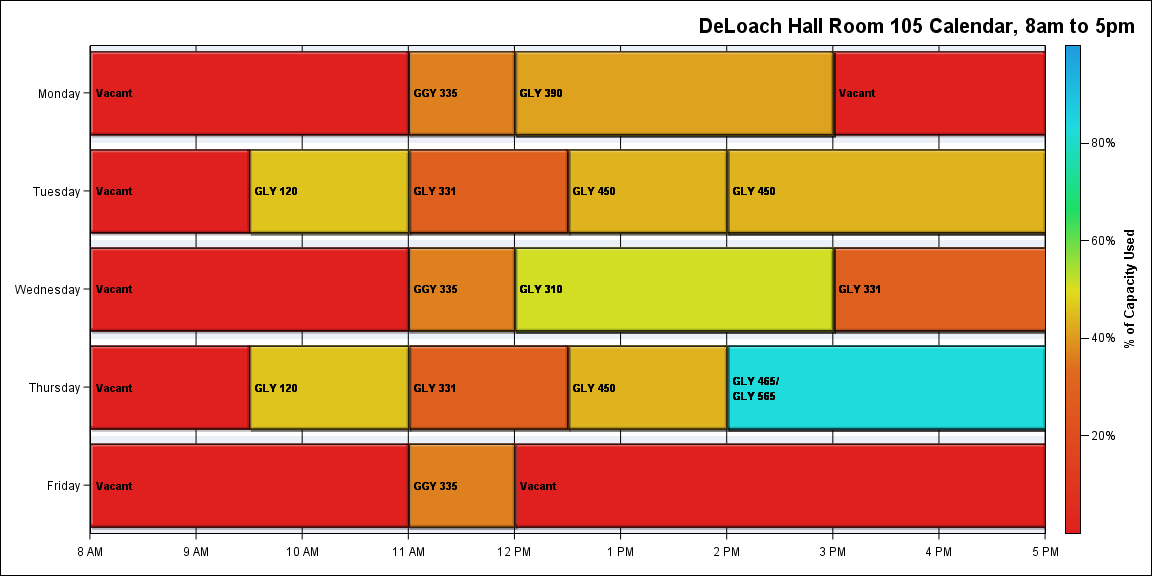 DeLoach Hall Room 105 Calendar, 8am to 5pm
Monday
Vacant
GGY 335
GLY 390
Vacant
Tuesday
Vacant
GLY 120
GLY 331
GLY 450
GLY 450
Wednesday
Vacant
GGY 335
GLY 310
GLY 331
Thursday
Vacant
GLY 120
GLY 331
GLY 450
GLY 465/
GLY 565
Friday
Vacant
GGY 335
Vacant
8 AM
9 AM
10 AM
11 AM
12 PM
1 PM
2 PM
3 PM
4 PM
5 PM
80%
60%
40%
20%
% of Capacity Used